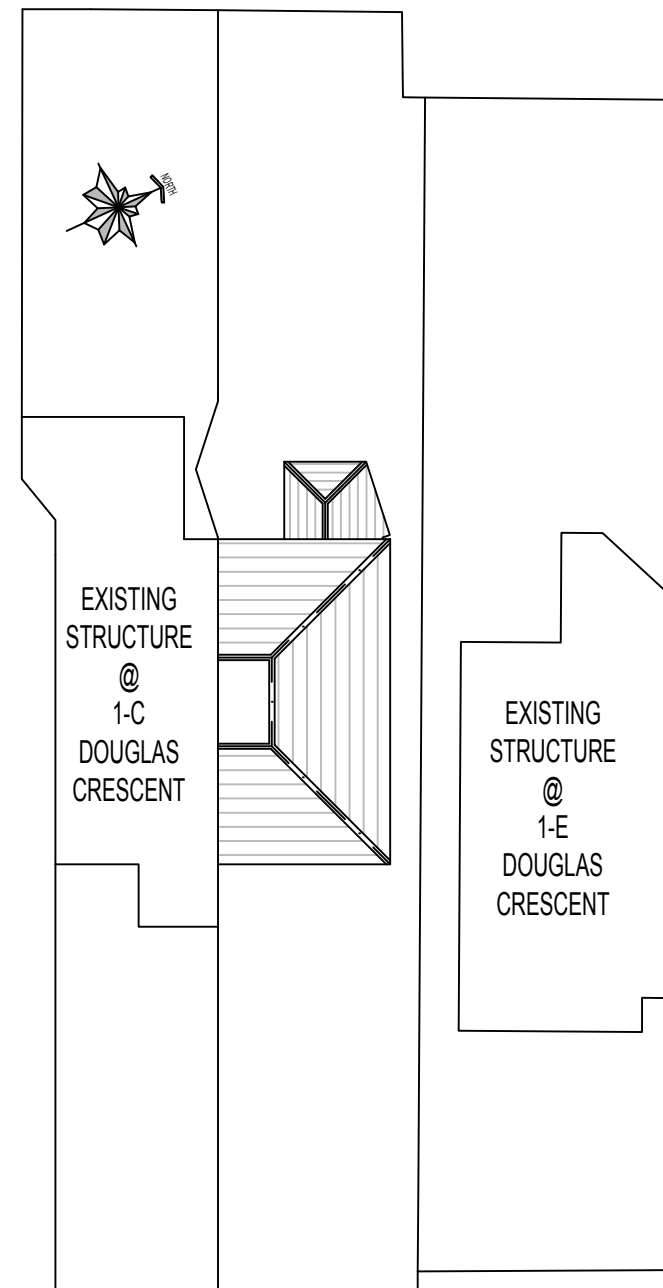 NORTH
EXISTING
STRUCTURE
@
1-C
DOUGLAS
CRESCENT
EXISTING
STRUCTURE
@
1-E
DOUGLAS
CRESCENT